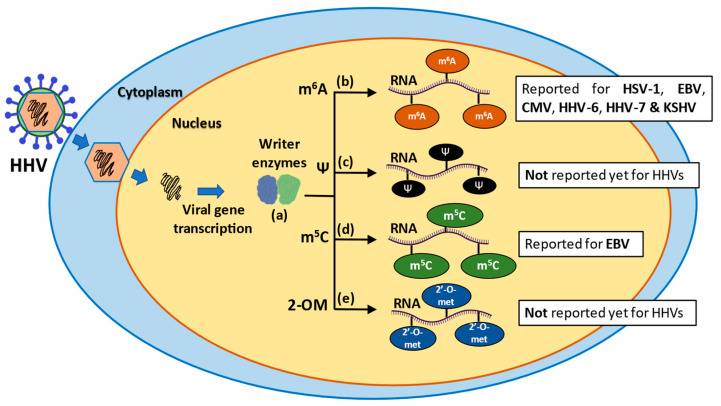 HHV
Cytoplasm
Nucleus
Viral gene
transcription
Writer
enzymes
(a)
m⁶A
(b)
RNA
m⁶A
m⁶A
m⁶A
Reported for HSV-1, EBV,
CMV, HHV-6, HHV-7 & KSHV
Ψ
(c)
RNA
Ψ
Ψ
Ψ
Not reported yet for HHVs
m⁵C
(d)
RNA
m⁵C
m⁵C
m⁵C
Reported for EBV
2-OM
(e)
RNA
2'-O-
met
2'-O-
met
2'-O-
met
Not reported yet for HHVs